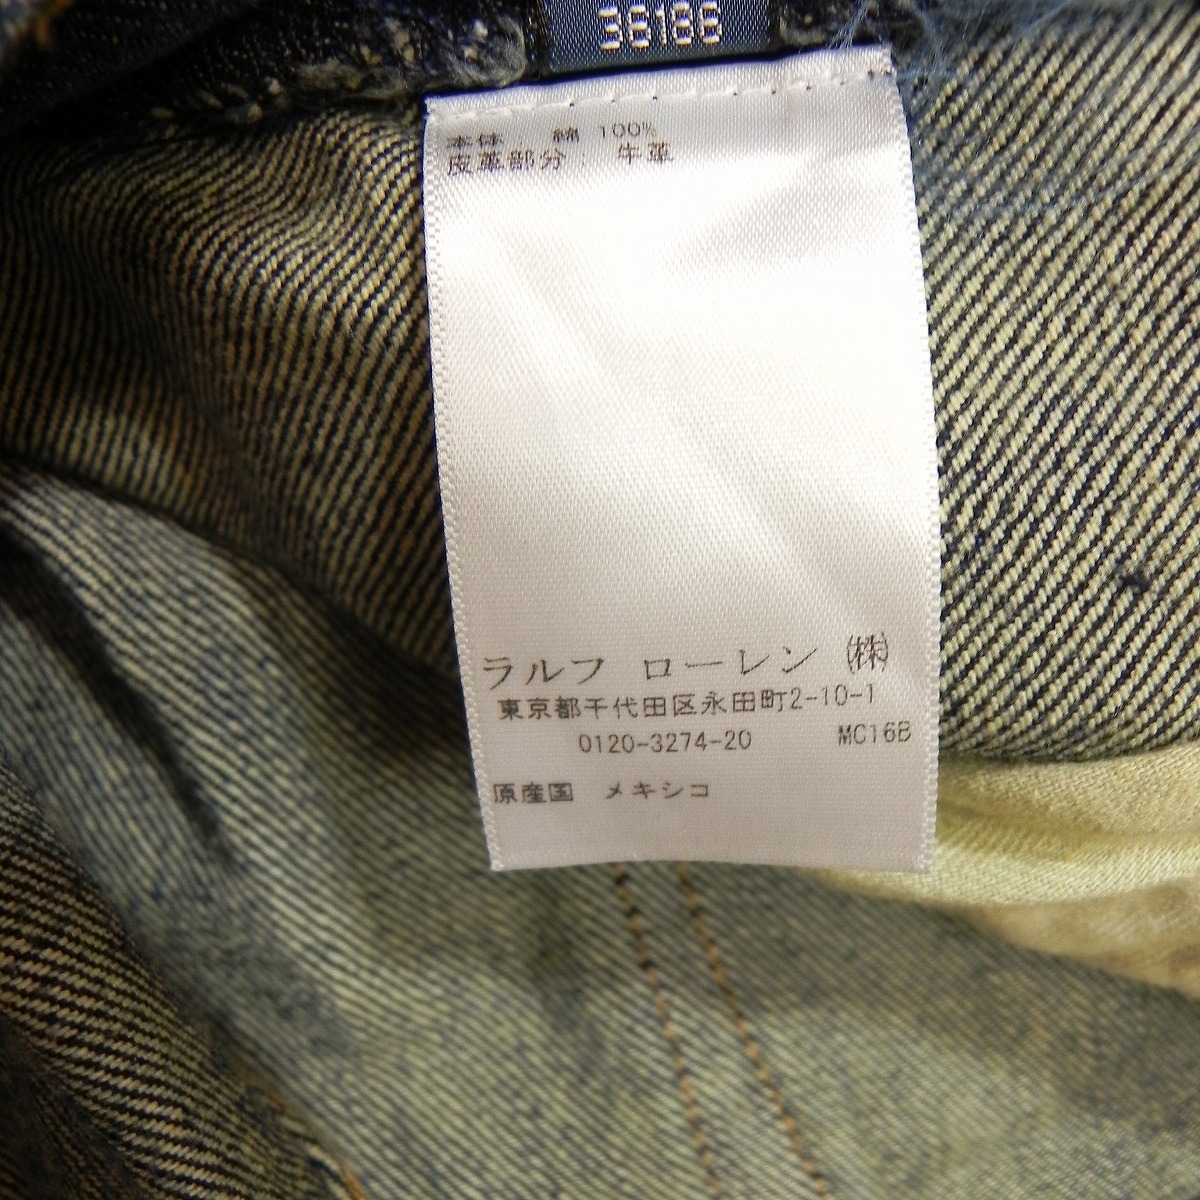 36186
本体 綿 100%
皮革部分: 牛革
ラルフ ローレン ㈱
東京都千代田区永田町2-10-1
0120-3274-20 MC16B
原産国 メキシコ